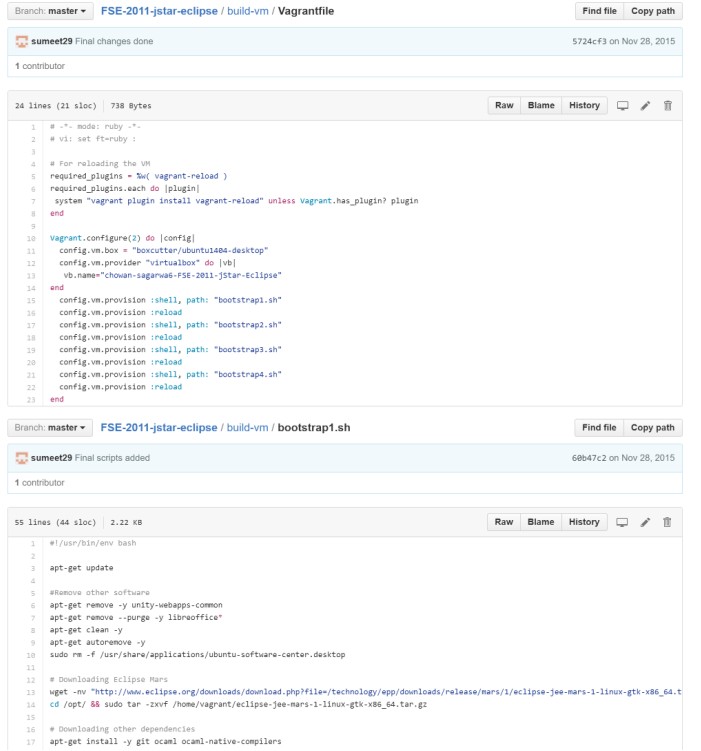 Branch: master FSE-2011-jstar-eclipse / build-vm / Vagrantfile Find file Copy path
sumeet29 Final changes done 5724cf3 on Nov 28, 2015
1 contributor
24 lines (21 sloc) 738 Bytes Raw Blame History
1 # -*- mode: ruby -*-
2 # vi: set ft=ruby :
3
4 # For reloading the VM
5 required_plugins = %w( vagrant-reload )
6 required_plugins.each do |plugin|
7 system "vagrant plugin install vagrant-reload" unless Vagrant.has_plugin? plugin
8 end
9
10 Vagrant.configure(2) do |config|
11 config.vm.box = "boxcutter/ubuntu1404-desktop"
12 config.vm.provider "virtualbox" do |vb|
13 vb.name="chowan-sagarwa6-FSE-2011-jStar-Eclipse"
14 end
15 config.vm.provision :shell, path: "bootstrap1.sh"
16 config.vm.provision :reload
17 config.vm.provision :shell, path: "bootstrap2.sh"
18 config.vm.provision :reload
19 config.vm.provision :shell, path: "bootstrap3.sh"
20 config.vm.provision :reload
21 config.vm.provision :shell, path: "bootstrap4.sh"
22 config.vm.provision :reload
23 end
Branch: master FSE-2011-jstar-eclipse / build-vm / bootstrap1.sh Find file Copy path
sumeet29 Final scripts added 60b47c2 on Nov 28, 2015
1 contributor
55 lines (44 sloc) 2.22 KB Raw Blame History
1 #!/usr/bin/env bash
2
3 apt-get update
4
5 #Remove other software
6 apt-get remove -y unity-webapps-common
7 apt-get remove --purge -y libreoffice*
8 apt-get clean -y
9 apt-get autoremove -y
10 sudo rm -f /usr/share/applications/ubuntu-software-center.desktop
11
12 # Downloading Eclipse Mars
13 wget -nv "http://www.eclipse.org/downloads/download.php?file=/technology/epp/downloads/release/mars/1/eclipse-jee-mars-1-linux-gtk-x86_64.t
14 cd /opt/ && sudo tar -zxvf /home/vagrant/eclipse-jee-mars-1-linux-gtk-x86_64.tar.gz
15
16 # Downloading other dependencies
17 apt-get install -y git ocaml ocaml-native-compilers